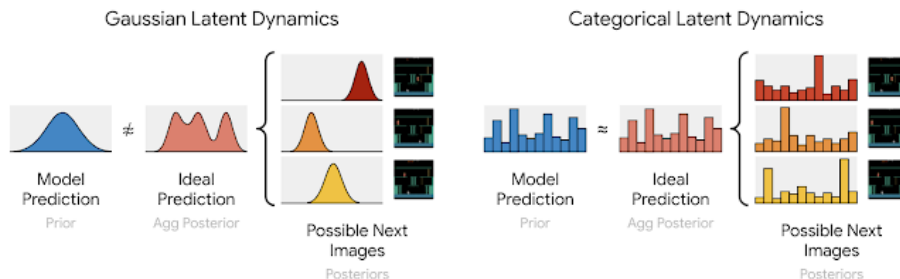 Gaussian Latent Dynamics
≠
Model
Prediction
Prior
Ideal
Prediction
Agg Posterior
Possible Next
Images
Posteriors
Categorical Latent Dynamics
≈
Model
Prediction
Prior
Ideal
Prediction
Agg Posterior
Possible Next
Images
Posteriors